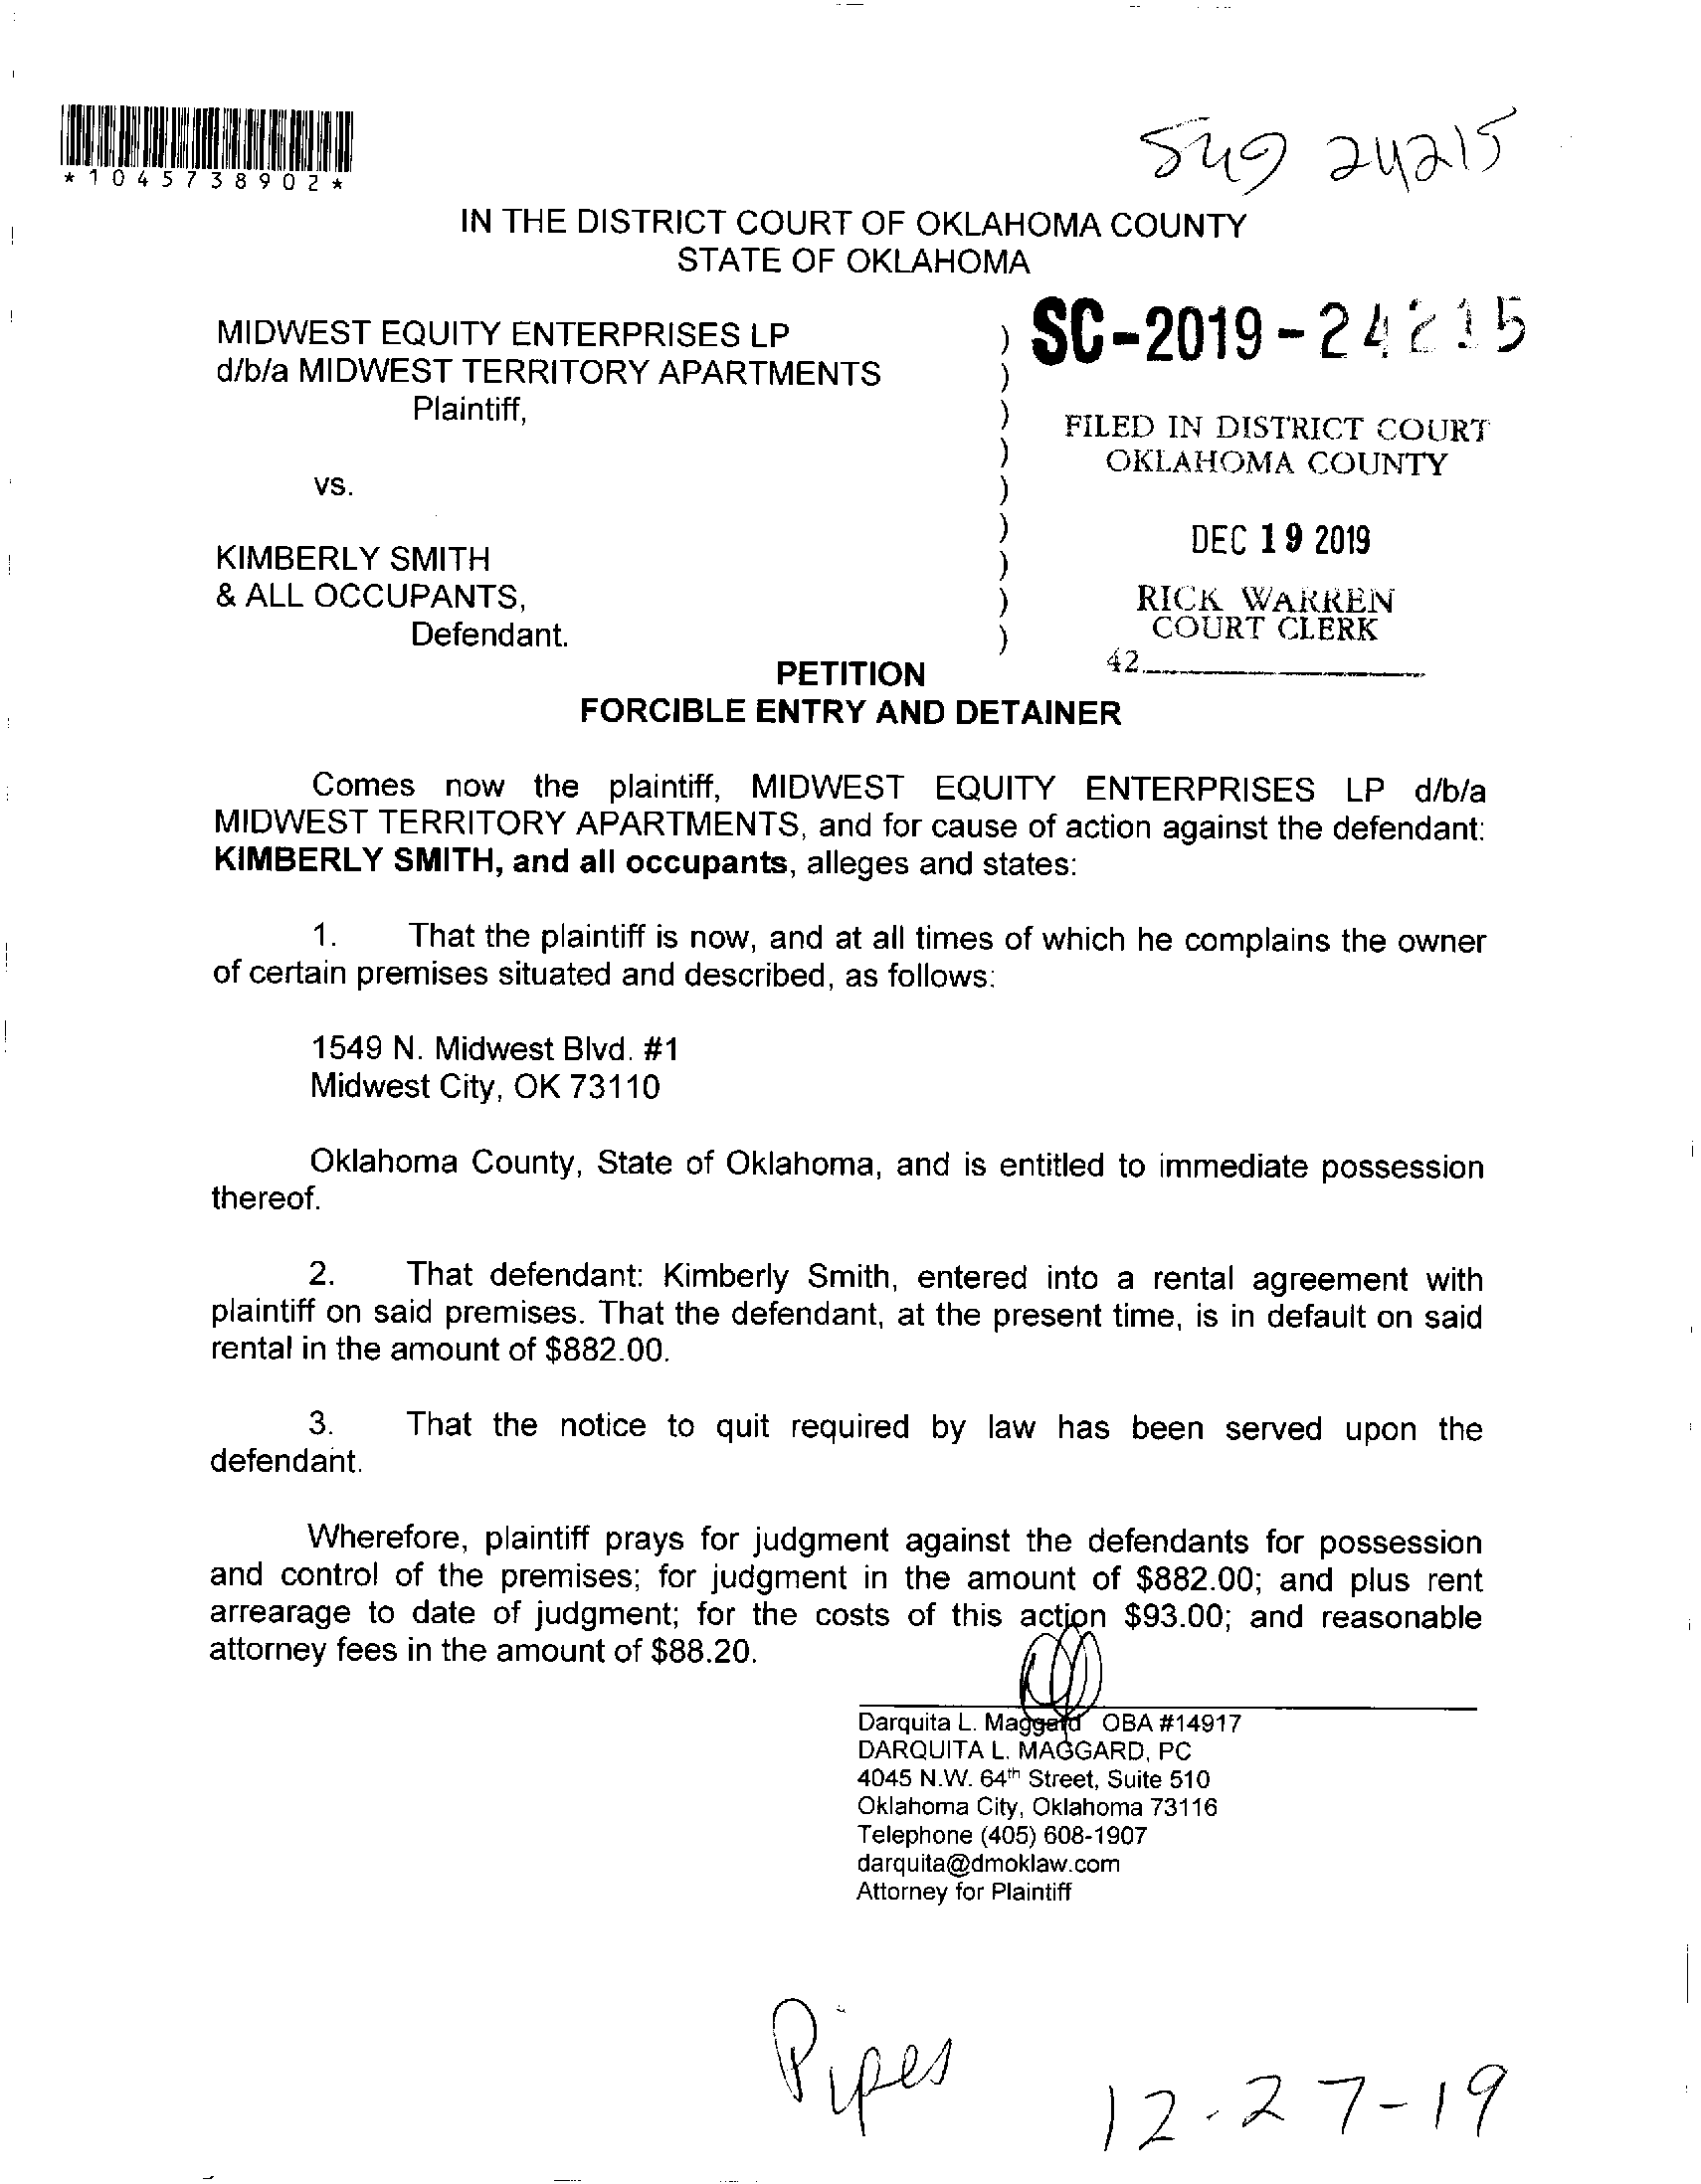 *1045738902*
549 24215
IN THE DISTRICT COURT OF OKLAHOMA COUNTY
STATE OF OKLAHOMA
MIDWEST EQUITY ENTERPRISES LP ) SC-2019-24215
d/b/a MIDWEST TERRITORY APARTMENTS )
Plaintiff, )
FILED IN DISTRICT COURT
) OKLAHOMA COUNTY
vs. )
) DEC 19 2019
KIMBERLY SMITH )
& ALL OCCUPANTS, ) RICK WARREN
Defendant. ) COURT CLERK
42
PETITION
FORCIBLE ENTRY AND DETAINER
Comes now the plaintiff, MIDWEST EQUITY ENTERPRISES LP d/b/a
MIDWEST TERRITORY APARTMENTS, and for cause of action against the defendant:
KIMBERLY SMITH, and all occupants, alleges and states:
1. That the plaintiff is now, and at all times of which he complains the owner
of certain premises situated and described, as follows:
1549 N. Midwest Blvd. #1
Midwest City, OK 73110
Oklahoma County, State of Oklahoma, and is entitled to immediate possession
thereof.
2. That defendant: Kimberly Smith, entered into a rental agreement with
plaintiff on said premises. That the defendant, at the present time, is in default on said
rental in the amount of $882.00.
3. That the notice to quit required by law has been served upon the
defendant.
Wherefore, plaintiff prays for judgment against the defendants for possession
and control of the premises; for judgment in the amount of $882.00; and plus rent
arrearage to date of judgment; for the costs of this action $93.00; and reasonable
attorney fees in the amount of $88.20.
Darquita L. Maggard OBA #14917
DARQUITA L. MAGGARD, PC
4045 N.W. 64th Street, Suite 510
Oklahoma City, Oklahoma 73116
Telephone (405) 608-1907
darquita@dmoklaw.com
Attorney for Plaintiff
Pipes
12-27-19